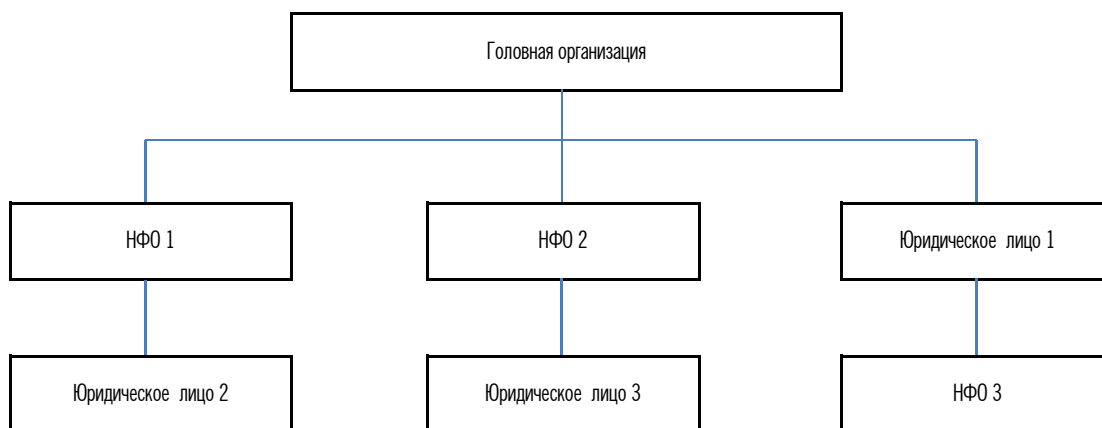 Головная организация
НФО 1
НФО 2
Юридическое лицо 1
Юридическое лицо 2
Юридическое лицо 3
НФО 3